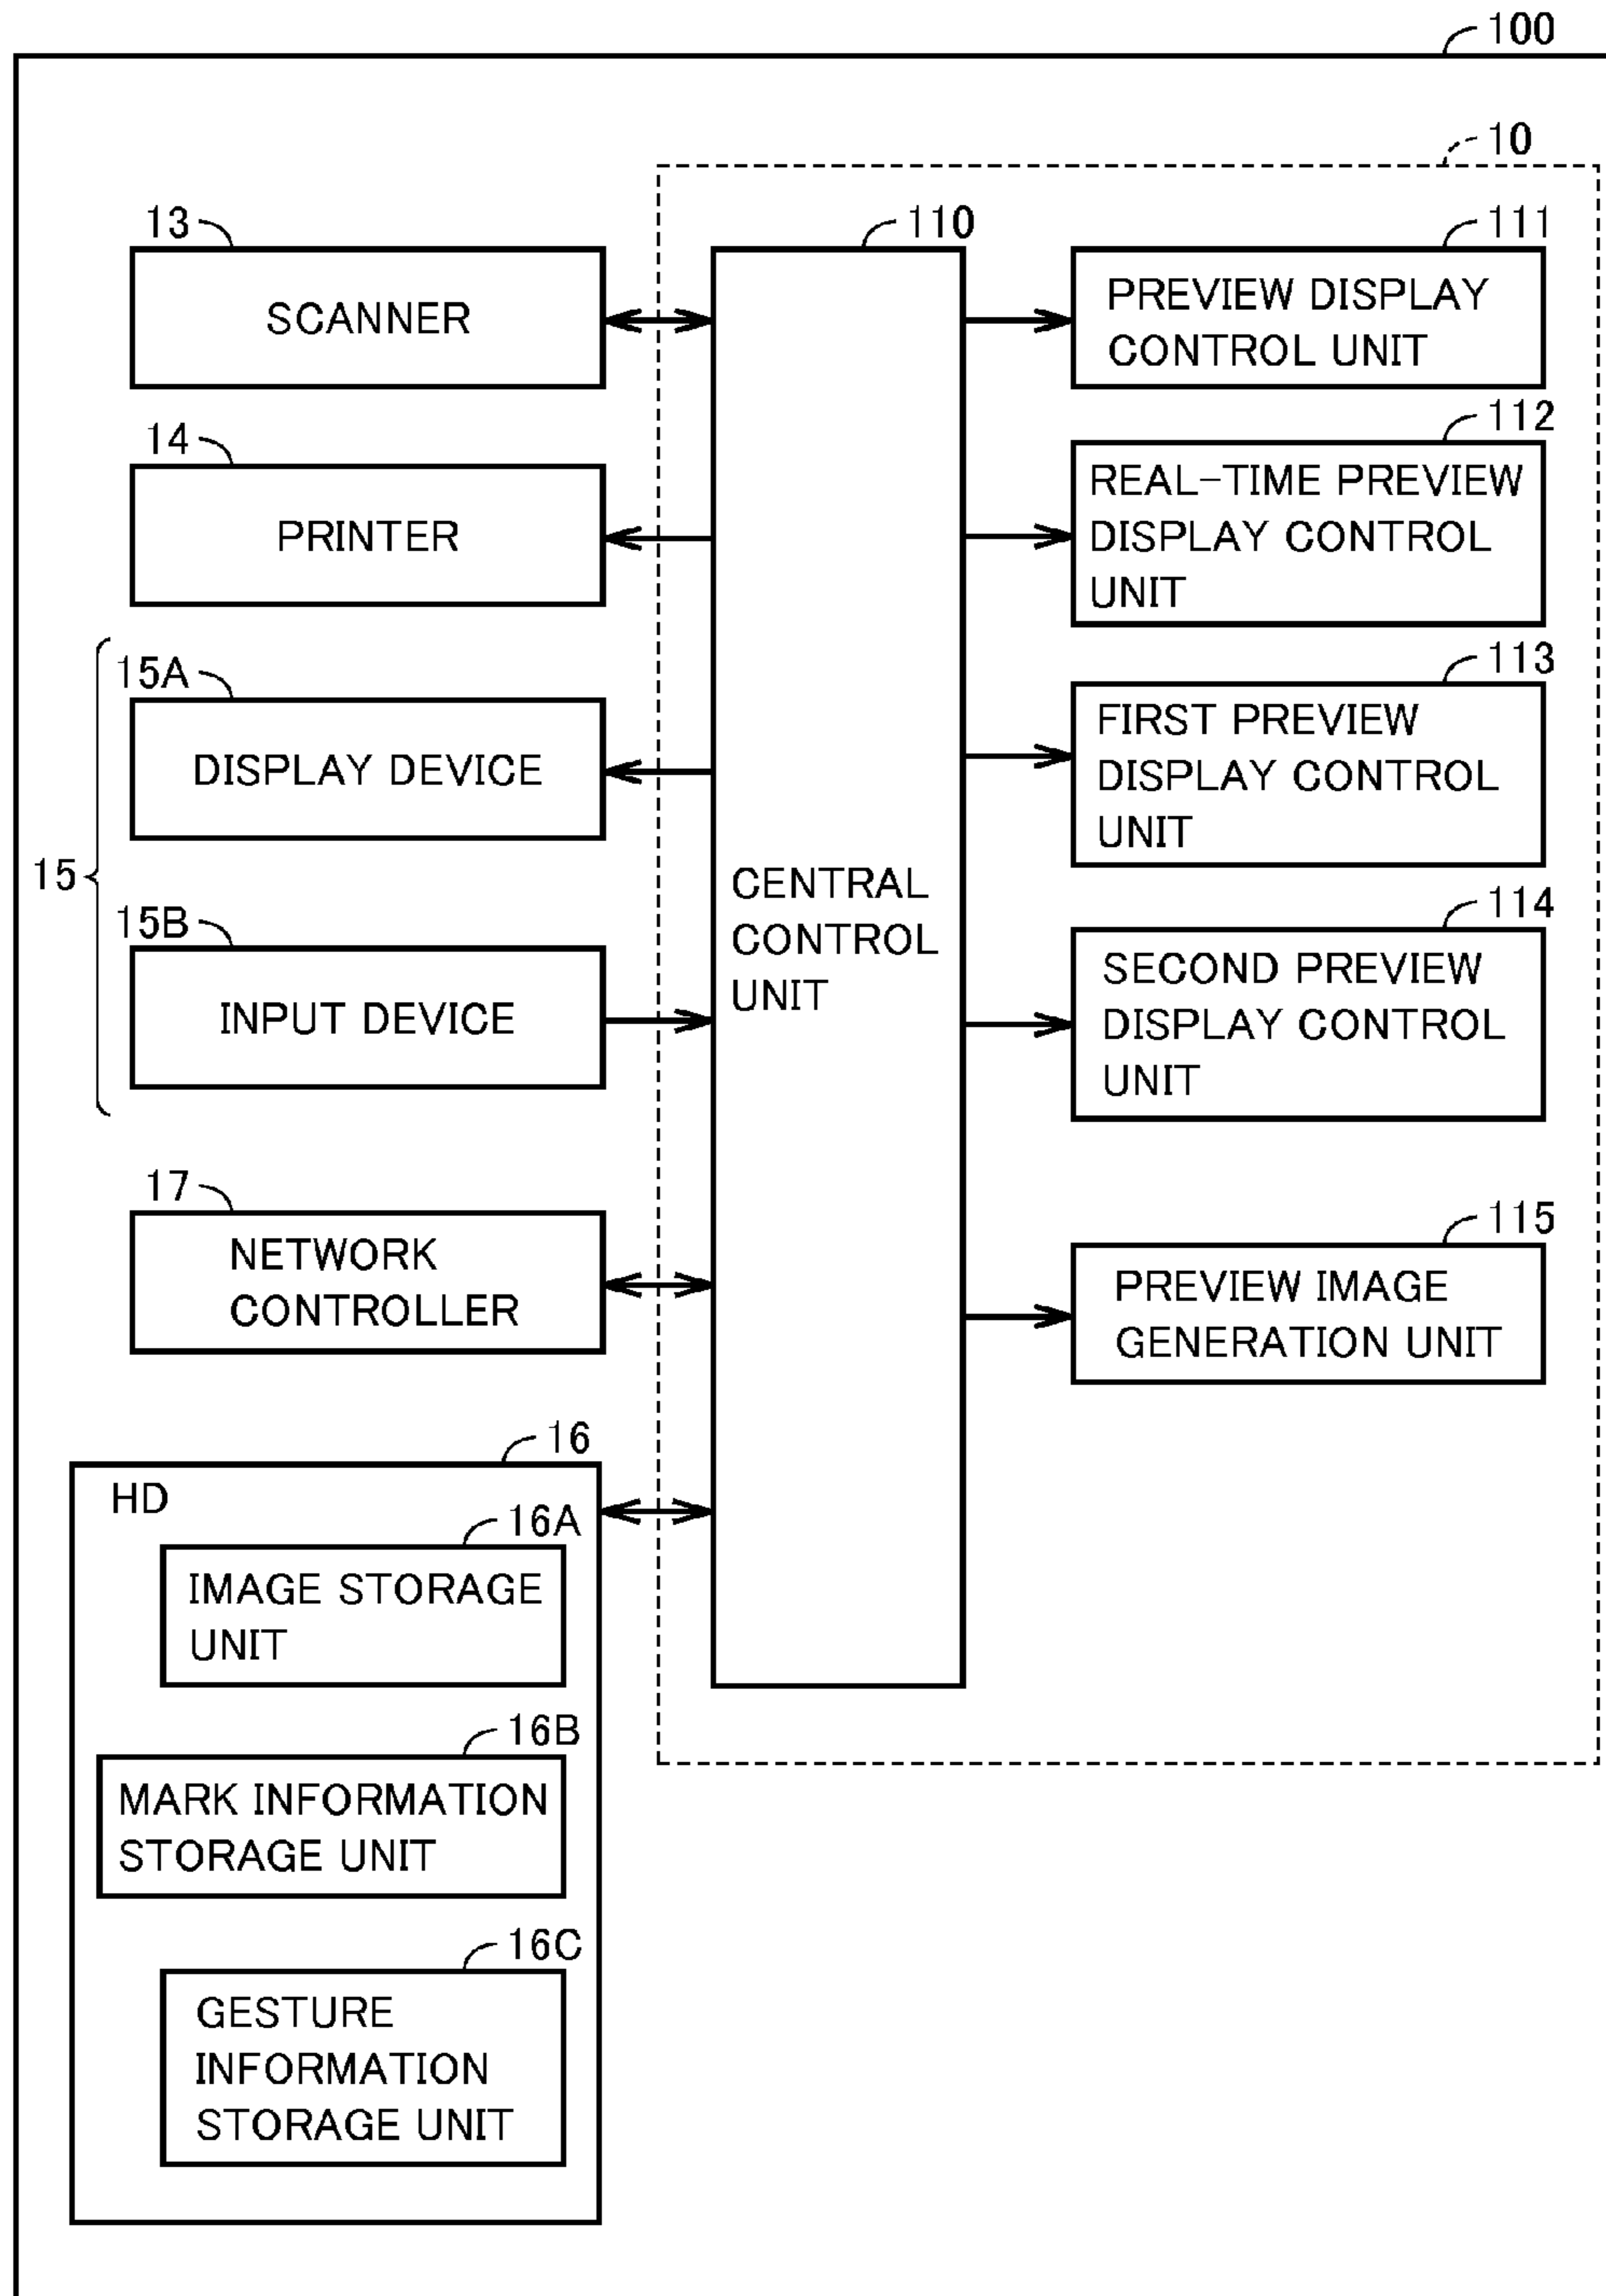 100
10
13
SCANNER
14
PRINTER
15
15A
DISPLAY DEVICE
15B
INPUT DEVICE
17
NETWORK
CONTROLLER
16
HD
16A
IMAGE STORAGE
UNIT
16B
MARK INFORMATION
STORAGE UNIT
16C
GESTURE
INFORMATION
STORAGE UNIT
110
CENTRAL
CONTROL
UNIT
111
PREVIEW DISPLAY
CONTROL UNIT
112
REAL-TIME PREVIEW
DISPLAY CONTROL
UNIT
113
FIRST PREVIEW
DISPLAY CONTROL
UNIT
114
SECOND PREVIEW
DISPLAY CONTROL
UNIT
115
PREVIEW IMAGE
GENERATION UNIT